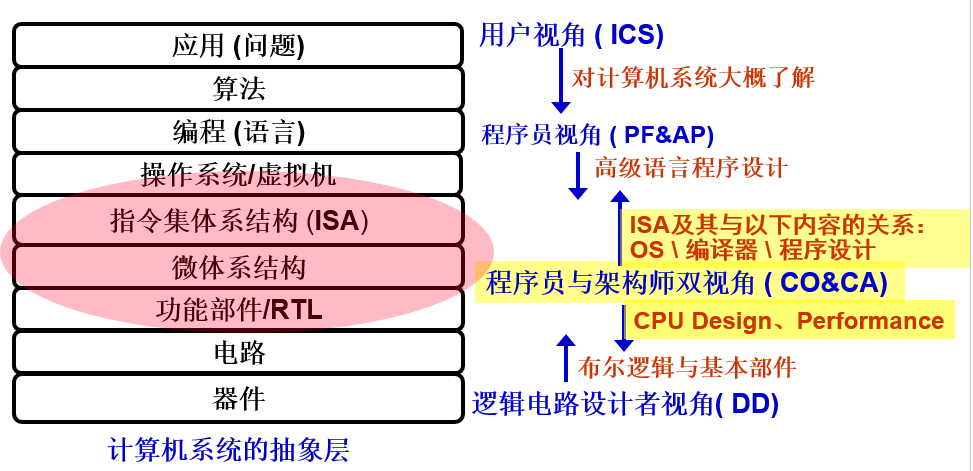 应用 (问题)
算法
编程 (语言)
操作系统/虚拟机
指令集体系结构 (ISA)
微体系结构
功能部件/RTL
电路
器件
计算机系统的抽象层
用户视角 ( ICS)
对计算机系统大概了解
程序员视角 ( PF&AP)
高级语言程序设计
ISA及其与以下内容的关系：
OS \ 编译器 \ 程序设计
程序员与架构师双视角 ( CO&CA)
CPU Design、Performance
布尔逻辑与基本部件
逻辑电路设计者视角( DD)